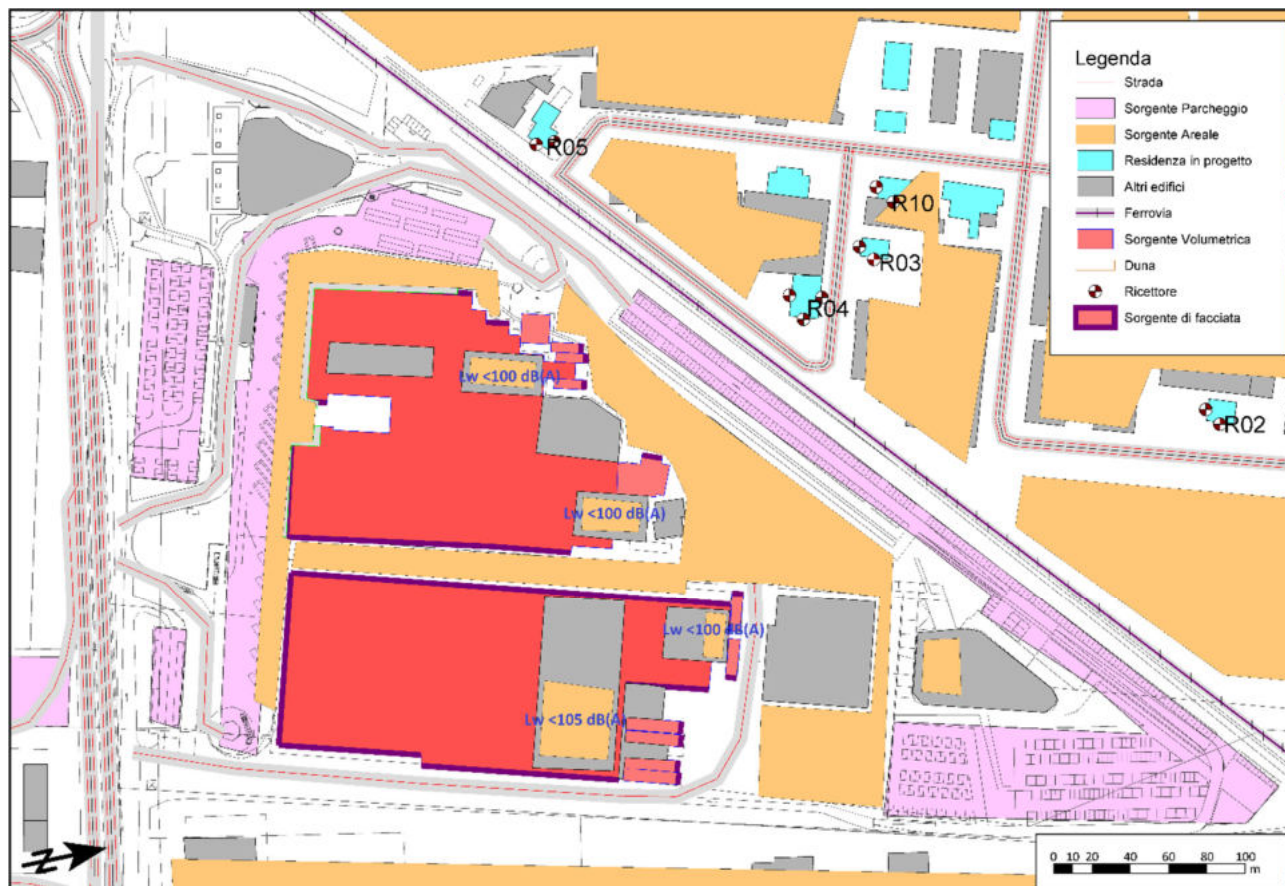 Legenda
Strada
Sorgente Parcheggio
Sorgente Areale
Residenza in progetto
Altri edifici
Ferrovia
Sorgente Volumetrica
Duna
Ricettore
Sorgente di facciata
R05
R10
R03
R04
R02
Lw <100 dB(A)
Lw <100 dB(A)
Lw <100 dB(A)
Lw <105 dB(A)
N
0 10 20 40 60 80 100
m